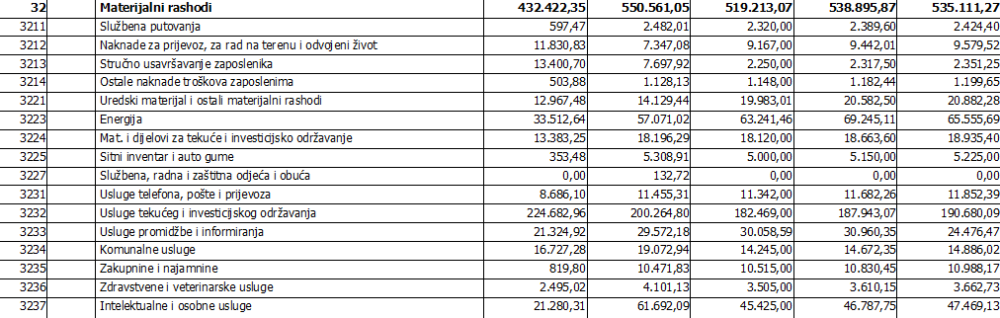 32 Materijalni rashodi 432.422,35 550.561,05 519.213,07 538.895,87 535.111,27
3211 Službena putovanja 597,47 2.482,01 2.320,00 2.389,60 2.424,40
3212 Naknade za prijevoz, za rad na terenu i odvojeni život 11.830,83 7.347,08 9.167,00 9.442,01 9.579,52
3213 Stručno usavršavanje zaposlenika 13.400,70 7.697,92 2.250,00 2.317,50 2.351,25
3214 Ostale naknade troškova zaposlenima 503,88 1.128,13 1.148,00 1.182,44 1.199,65
3221 Uredski materijal i ostali materijalni rashodi 12.967,48 14.129,44 19.983,01 20.582,50 20.882,28
3223 Energija 33.512,64 57.071,02 63.241,46 69.245,11 65.555,69
3224 Mat. i dijelovi za tekuće i investicijsko održavanje 13.383,25 18.196,29 18.120,00 18.663,60 18.935,40
3225 Sitni inventar i auto gume 353,48 5.308,91 5.000,00 5.150,00 5.225,00
3227 Službena, radna i zaštitna odjeća i obuća 0,00 132,72 0,00 0,00 0,00
3231 Usluge telefona, pošte i prijevoza 8.686,10 11.455,31 11.342,00 11.682,26 11.852,39
3232 Usluge tekućeg i investicijskog održavanja 224.682,96 200.264,80 182.469,00 187.943,07 190.680,09
3233 Usluge promidžbe i informiranja 21.324,92 29.572,18 30.058,59 30.960,35 24.476,47
3234 Komunalne usluge 16.727,28 19.072,94 14.245,00 14.672,35 14.886,02
3235 Zakupnine i najamnine 819,80 10.471,83 10.515,00 10.830,45 10.988,17
3236 Zdravstvene i veterinarske usluge 2.495,02 4.101,13 3.505,00 3.610,15 3.662,73
3237 Intelektualne i osobne usluge 21.280,31 61.692,09 45.425,00 46.787,75 47.469,13